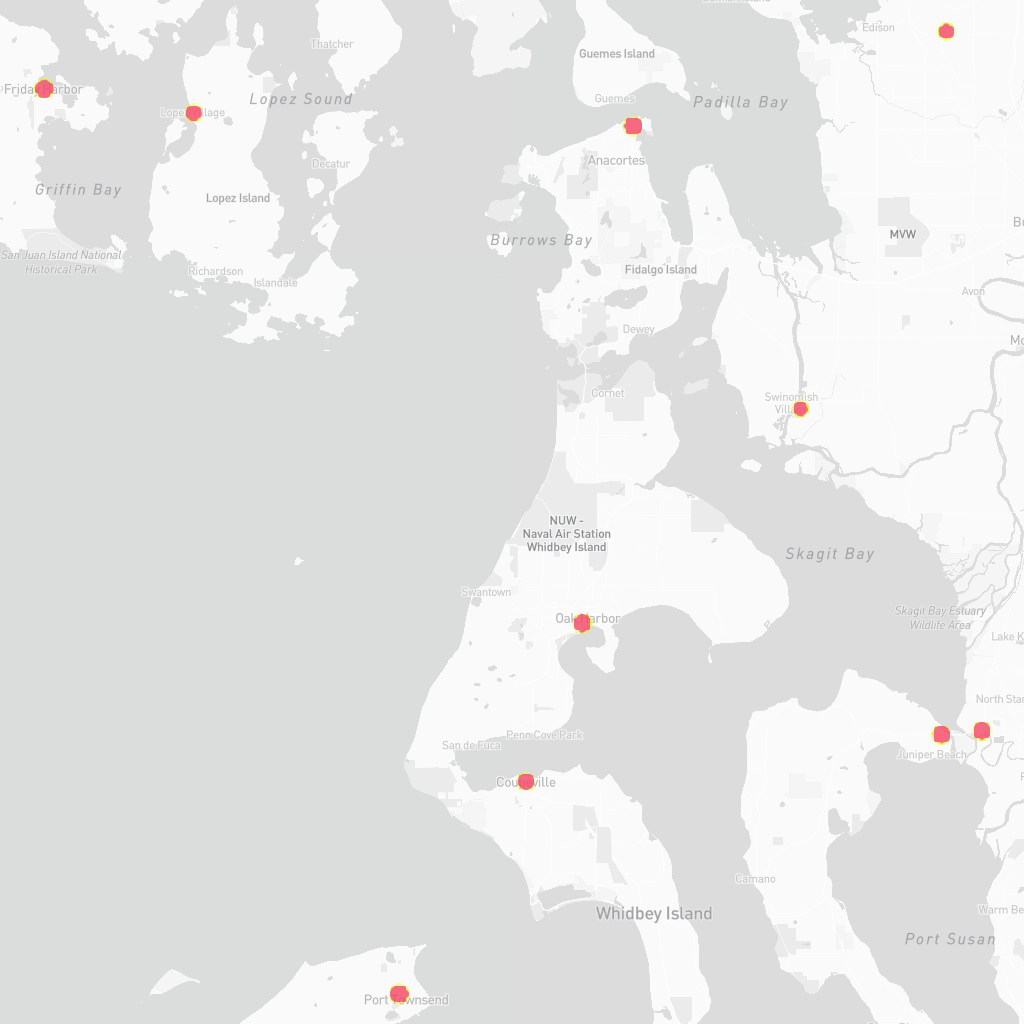 Edison
Thatcher
Guemes Island
Friday Harbor
Lopez Sound
Guemes
Padilla Bay
Lopez Village
Decatur
Anacortes
Griffin Bay
Lopez Island
MVW
Burrows Bay
San Juan Island National
Historical Park
Richardson
Islandale
Fidalgo Island
Avon
Dewey
Cornet
Swinomish
Village
NUW -
Naval Air Station
Whidbey Island
Skagit Bay
Swantown
Oak Harbor
Skagit Bay Estuary
Wildlife Area
Lake K
North Star
Penn Cove Park
San de Fuca
Juniper Beach
Coupeville
Camano
Whidbey Island
Warm Be
Port Susan
Port Townsend